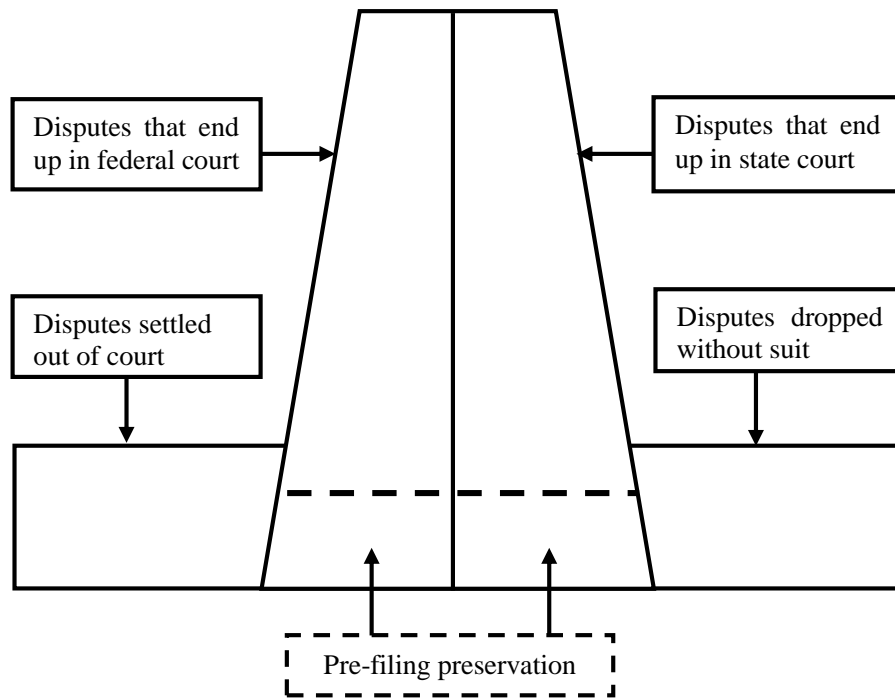 Disputes that end
up in federal court
Disputes that end
up in state court
Disputes settled
out of court
Disputes dropped
without suit
Pre-filing preservation